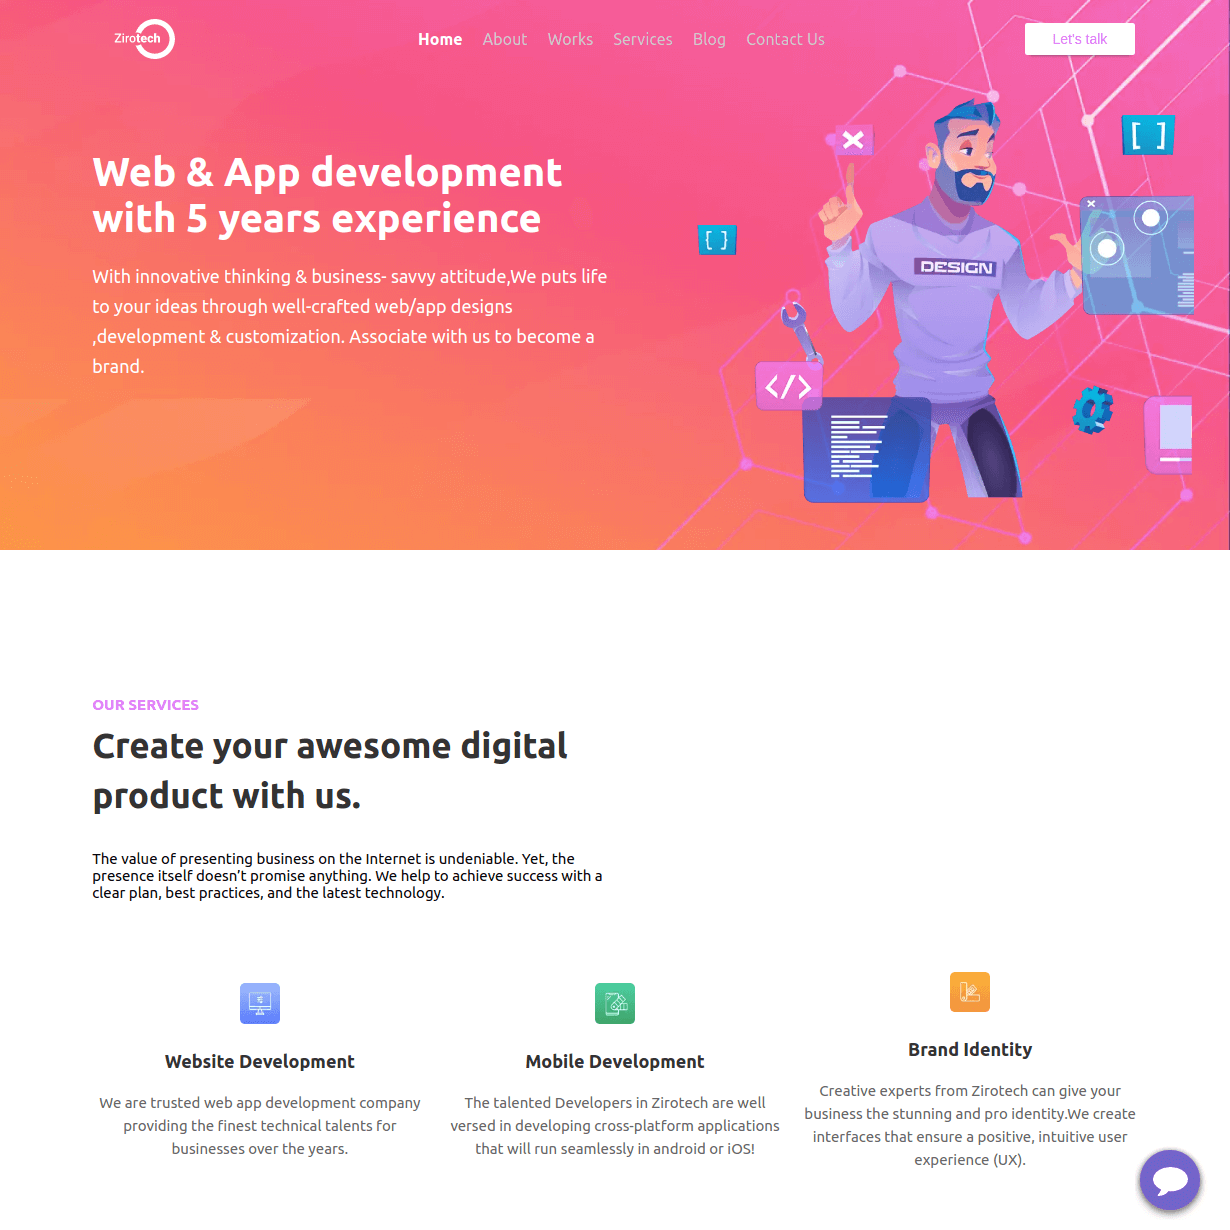 Zirotech
Home About Works Services Blog Contact Us
Let's talk
Web & App development
with 5 years experience
With innovative thinking & business- savvy attitude,We puts life
to your ideas through well-crafted web/app designs
,development & customization. Associate with us to become a
brand.
[ ]
[ ]
DESIGN
</>
OUR SERVICES
Create your awesome digital
product with us.
The value of presenting business on the Internet is undeniable. Yet, the
presence itself doesn’t promise anything. We help to achieve success with a
clear plan, best practices, and the latest technology.
Website Development
We are trusted web app development company
providing the finest technical talents for
businesses over the years.
Mobile Development
The talented Developers in Zirotech are well
versed in developing cross-platform applications
that will run seamlessly in android or iOS!
Brand Identity
Creative experts from Zirotech can give your
business the stunning and pro identity.We create
interfaces that ensure a positive, intuitive user
experience (UX).